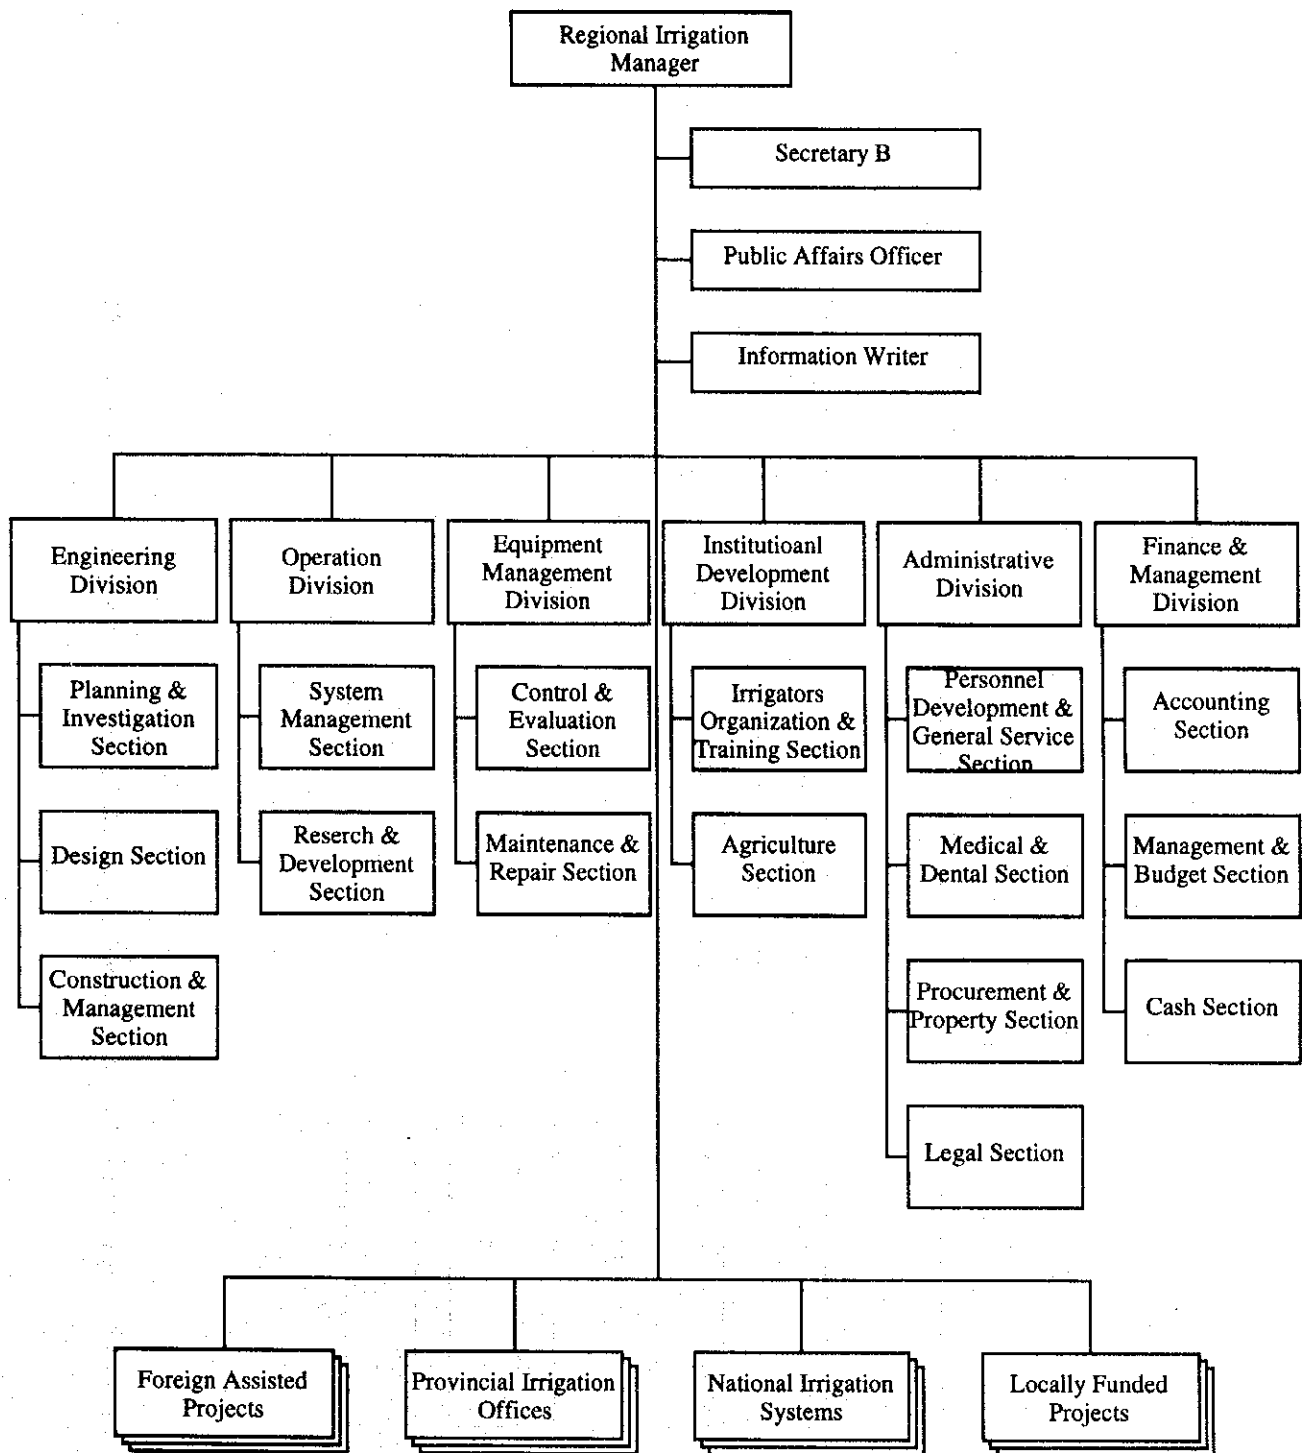 Regional Irrigation
Manager
Secretary B
Public Affairs Officer
Information Writer
Engineering
Division
Operation
Division
Equipment
Management
Division
Institutioanl
Development
Division
Administrative
Division
Finance &
Management
Division
Planning &
Investigation
Section
System
Management
Section
Control &
Evaluation
Section
Irrigators
Organization &
Training Section
Personnel
Development &
General Service
Section
Accounting
Section
Design Section
Reserch &
Development
Section
Maintenance &
Repair Section
Agriculture
Section
Medical &
Dental Section
Management &
Budget Section
Construction &
Management
Section
Procurement &
Property Section
Cash Section
Legal Section
Foreign Assisted
Projects
Provincial Irrigation
Offices
National Irrigation
Systems
Locally Funded
Projects